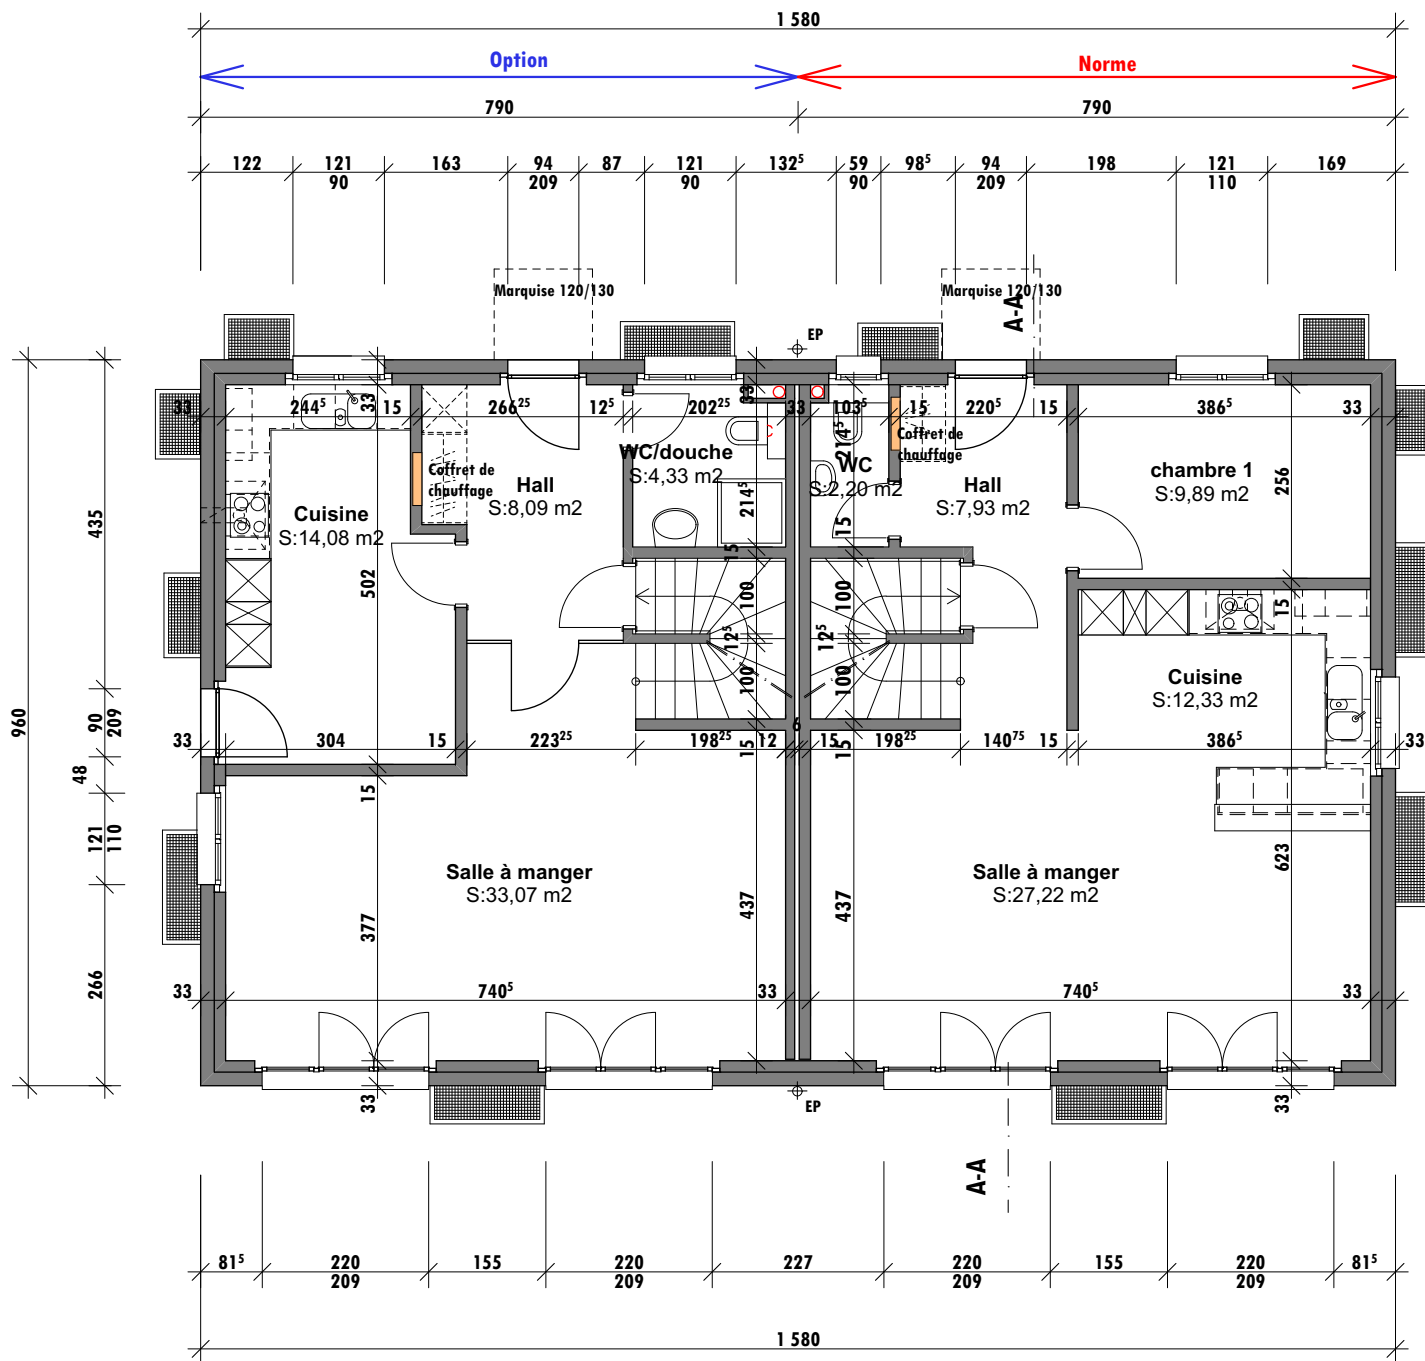 1 580
Option
Norme
790
790
122 121 163 94 87 121 132⁵ 59 98⁵ 94 198 121 169
90 209 90 90 209 110
Marquise 120/130
Marquise 120/130
A-A
EP
33 244⁵ 15 266²⁵ 12⁵ 202²⁵ 33 103⁵ 15 220⁵ 15 386⁵ 33
33
33
Coffret de
chauffage
Coffret de
chauffage
WC/douche
S:4,33 m2
WC
S:2,20 m2
Hall
S:8,09 m2
Hall
S:7,93 m2
chambre 1
S:9,89 m2
Cuisine
S:14,08 m2
214⁵
214⁵
256
15
15
15
502
100
100
12⁵
12⁵
100
100
Cuisine
S:12,33 m2
960
435
90
209
48
121
110
266
6
33 304 15 223²⁵ 198²⁵ 12 15 198²⁵ 140⁷⁵ 15 386⁵ 33
15
15
15
Salle à manger
S:33,07 m2
Salle à manger
S:27,22 m2
377
437
437
623
33 740⁵ 33 740⁵ 33
33
33
EP
A-A
81⁵ 220 155 220 227 220 155 220 81⁵
209 209 209 209
1 580